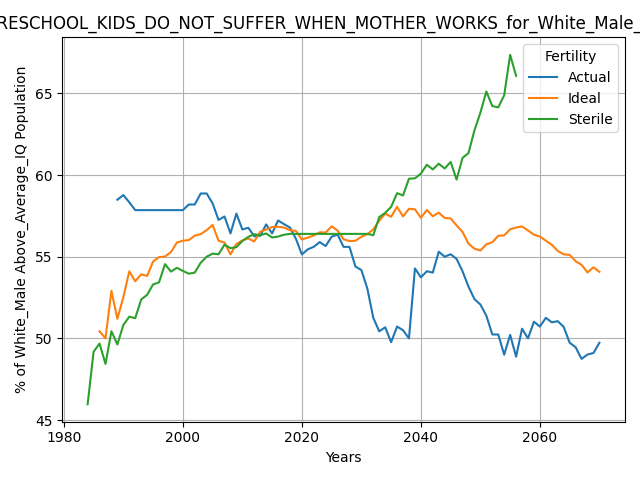 RESCHOOL_KIDS_DO_NOT_SUFFER_WHEN_MOTHER_WORKS_for_White_Male_
% of White_Male Above_Average_IQ Population
65
60
55
50
45
1980
2000
2020
2040
2060
Years
Fertility
Actual
Ideal
Sterile